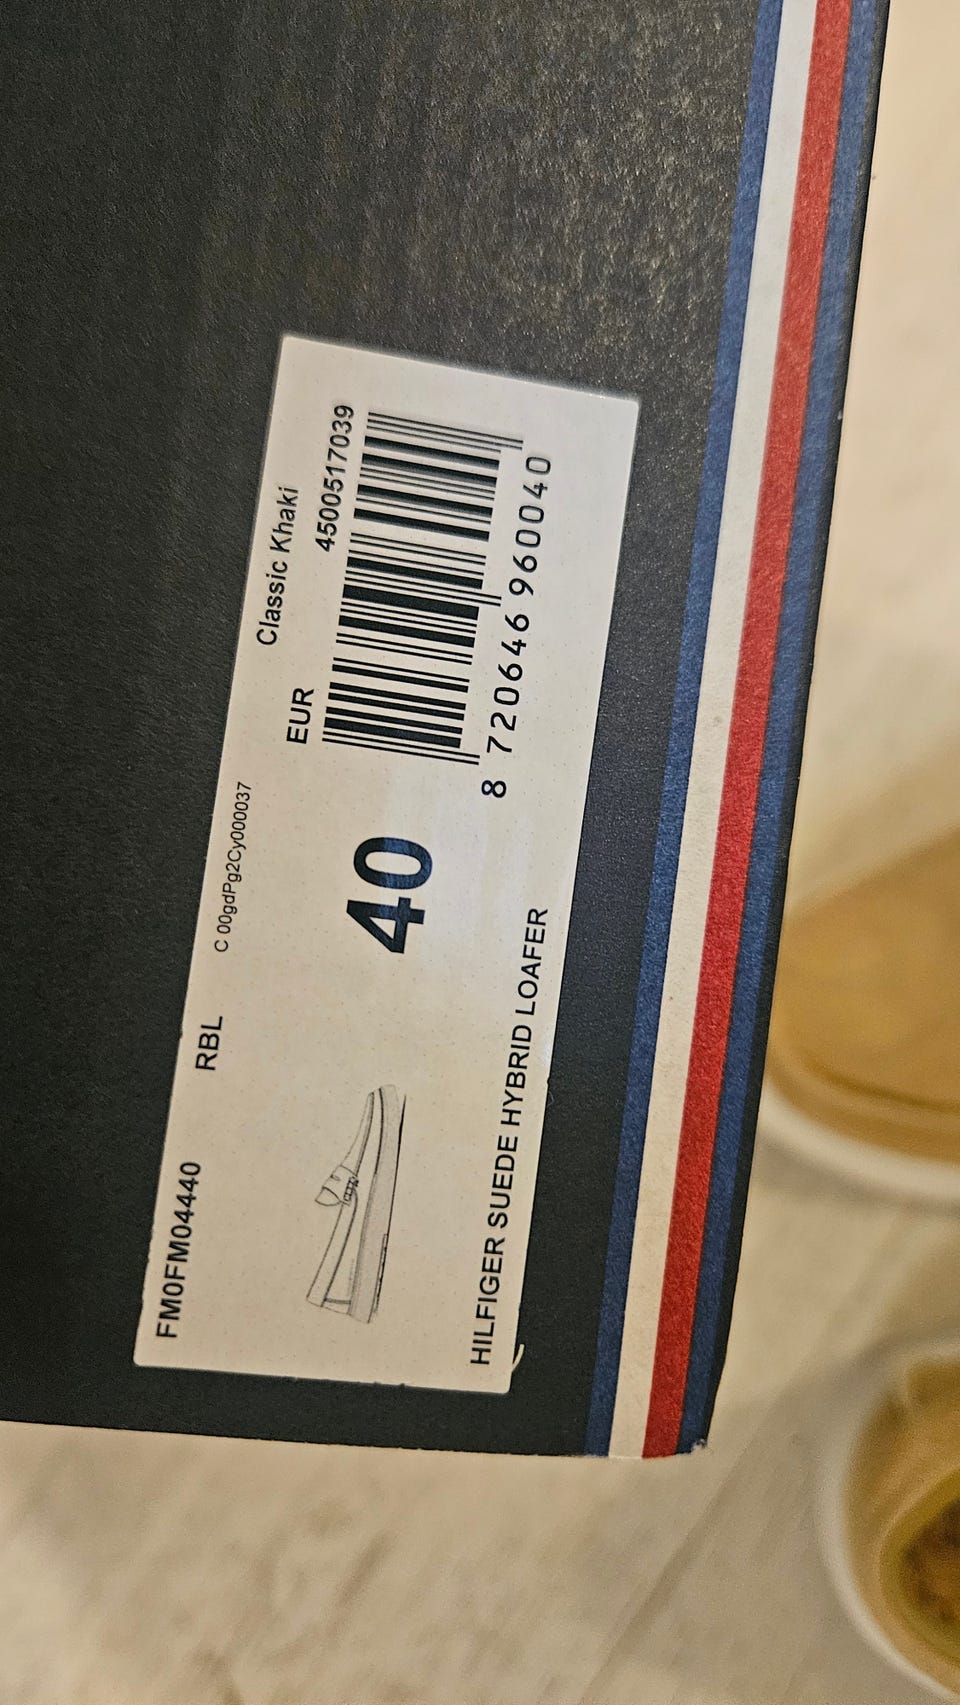 FM0FM04440 RBL C 00gdPg2Cy000037 Classic Khaki
EUR 4500517039
40
8 720646 960040
HILFIGER SUEDE HYBRID LOAFER